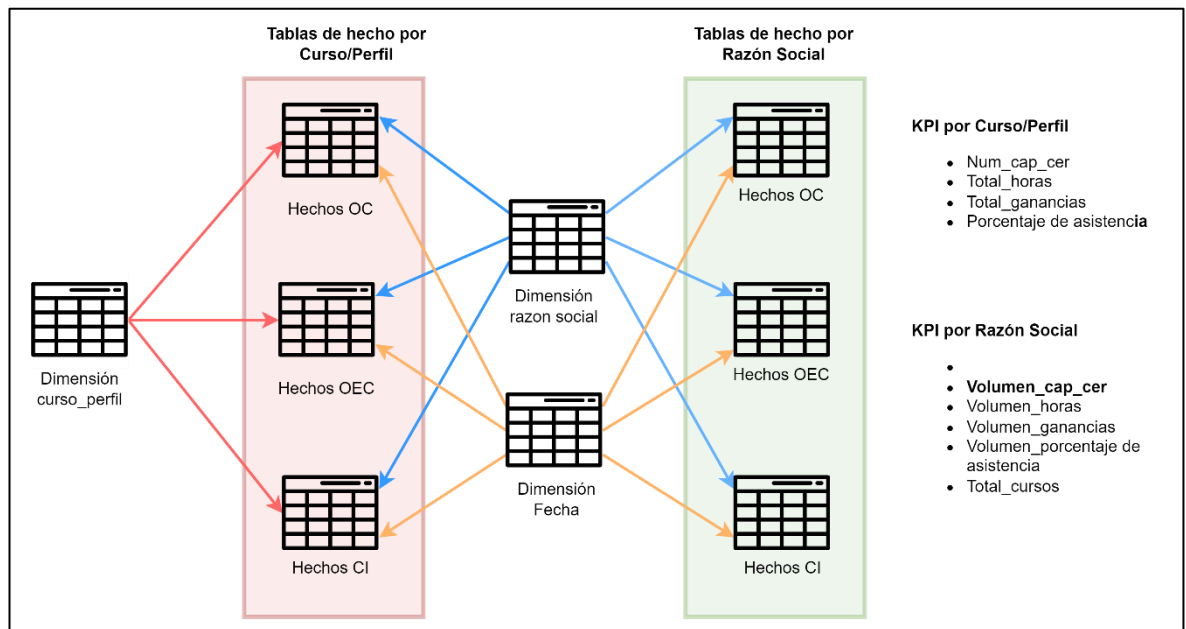 Tablas de hecho por
Curso/Perfil
Hechos OC
Hechos OEC
Hechos CI
Dimensión
curso_perfil
Dimensión
razon social
Dimensión
Fecha
Tablas de hecho por
Razón Social
Hechos OC
Hechos OEC
Hechos CI
KPI por Curso/Perfil
• Num_cap_cer
• Total_horas
• Total_ganancias
• Porcentaje de asistencia
KPI por Razón Social
•
• Volumen_cap_cer
• Volumen_horas
• Volumen_ganancias
• Volumen_porcentaje de
asistencia
• Total_cursos